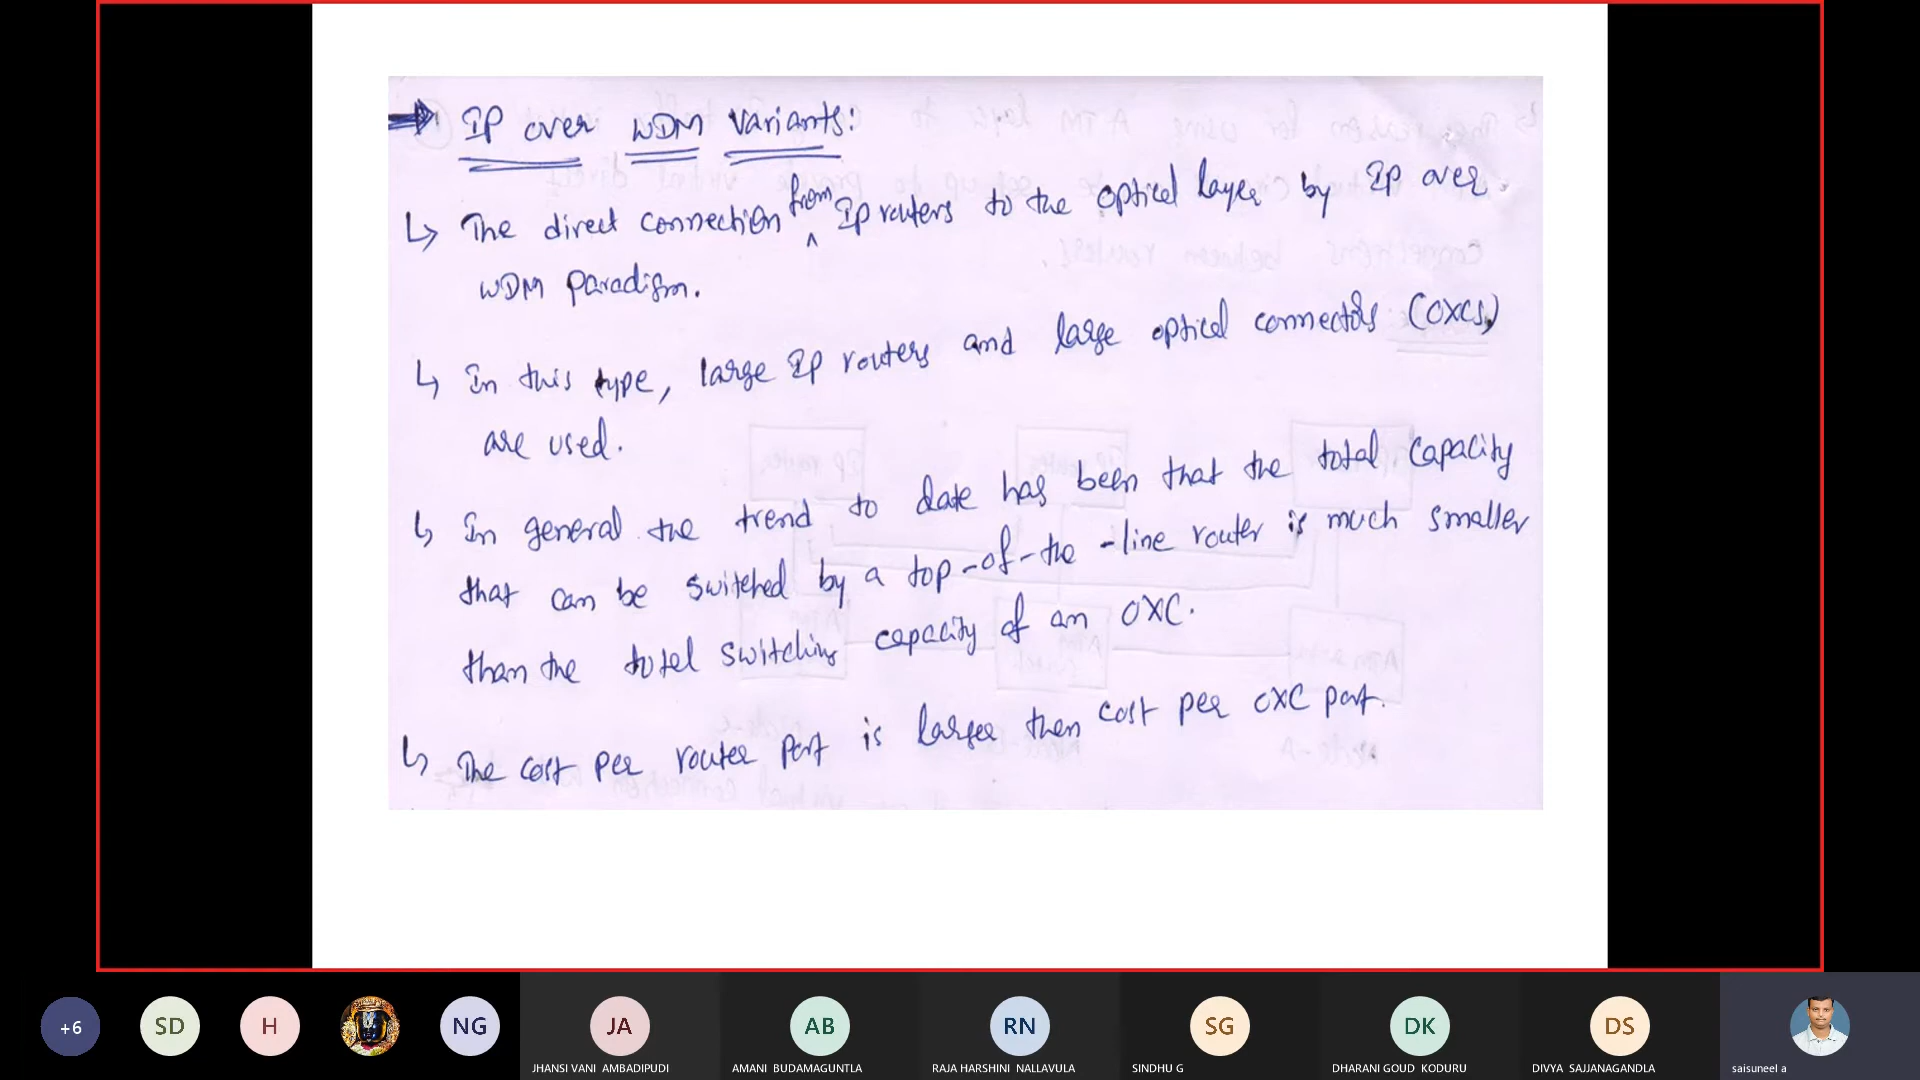 IP over WDM Variants:
The direct connection from IP routers to the optical layer by IP over
WDM Paradigm.
In this type, large IP routers and large optical connectors (OXCs)
are used.
In general the trend to date has been that the total capacity
that can be switched by a top-of-the-line router is much smaller
than the total switching capacity of an OXC.
The cost per router port is larger then cost per OXC port.
+6
SD
H
NG
JA
AB
RN
SG
DK
DS
JHANSI VANI AMBADIPUDI
AMANI BUDAMAGUNTLA
RAJA HARSHINI NALLAVULA
SINDHU G
DHARANI GOUD KODURU
DIVYA SAJJANAGANDLA
saisuneel a